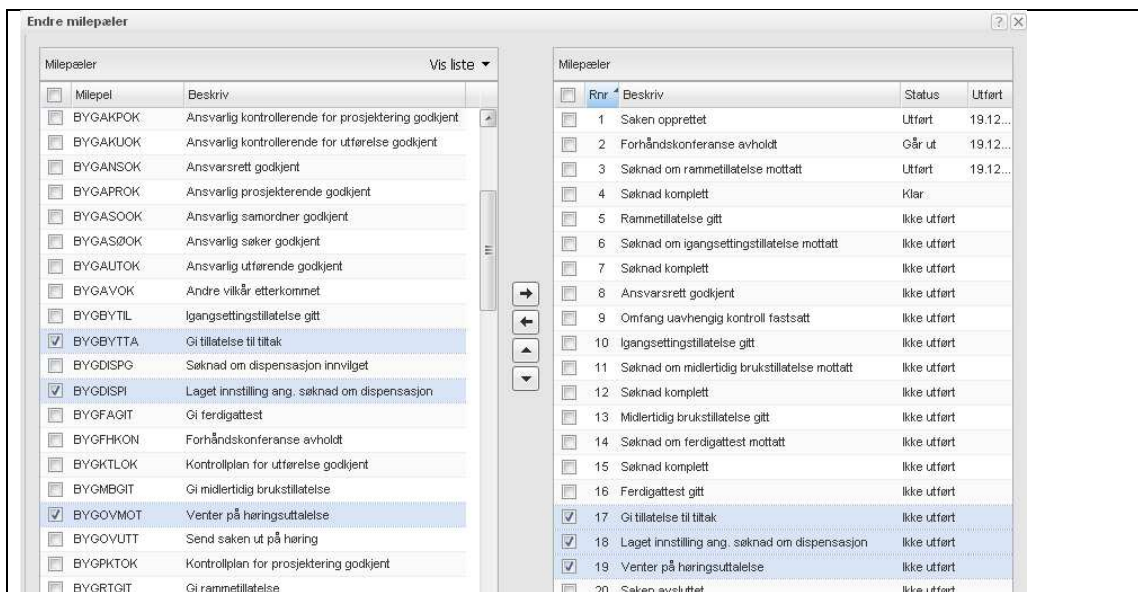 Endre milepæler
Milepæler Vis liste
Milepel Beskriv
BYGAKPOK Ansvarlig kontrollerende for prosjektering godkjent
BYGAKUOK Ansvarlig kontrollerende for utførelse godkjent
BYGANSOK Ansvarsrett godkjent
BYGAPROK Ansvarlig prosjekterende godkjent
BYGASOOK Ansvarlig samordner godkjent
BYGASØOK Ansvarlig søker godkjent
BYGAUTOK Ansvarlig utførende godkjent
BYGAVOK Andre vilkår etterkommet
BYGBYTIL Igangsettingstillatelse gitt
BYGBYTTA Gi tillatelse til tiltak
BYGDISPG Søknad om dispensasjon innvilget
BYGDISPI Laget innstilling ang. søknad om dispensasjon
BYGFAGIT Gi ferdigattest
BYGFHKON Forhåndskonferanse avholdt
BYGKTLOK Kontrollplan for utførelse godkjent
BYGMBGIT Gi midlertidig brukstillatelse
BYGOVMOT Venter på høringsuttalelse
BYGOVUTT Send saken ut på høring
BYGPKTOK Kontrollplan for prosjektering godkjent
BYGRTGIT Gi rammetillatelse
Milepæler
Rnr Beskriv Status Utført
1 Saken opprettet Utført 19.12...
2 Forhåndskonferanse avholdt Går ut 19.12...
3 Søknad om rammetillatelse mottatt Utført 19.12...
4 Søknad komplett Klar
5 Rammetillatelse gitt Ikke utført
6 Søknad om igangsettingstillatelse mottatt Ikke utført
7 Søknad komplett Ikke utført
8 Ansvarsrett godkjent Ikke utført
9 Omfang uavhengig kontroll fastsatt Ikke utført
10 Igangsettingstillatelse gitt Ikke utført
11 Søknad om midlertidig brukstillatelse mottatt Ikke utført
12 Søknad komplett Ikke utført
13 Midlertidig brukstillatelse gitt Ikke utført
14 Søknad om ferdigattest mottatt Ikke utført
15 Søknad komplett Ikke utført
16 Ferdigattest gitt Ikke utført
17 Gi tillatelse til tiltak Ikke utført
18 Laget innstilling ang. søknad om dispensasjon Ikke utført
19 Venter på høringsuttalelse Ikke utført
20 Saken avsluttet Ikke utført